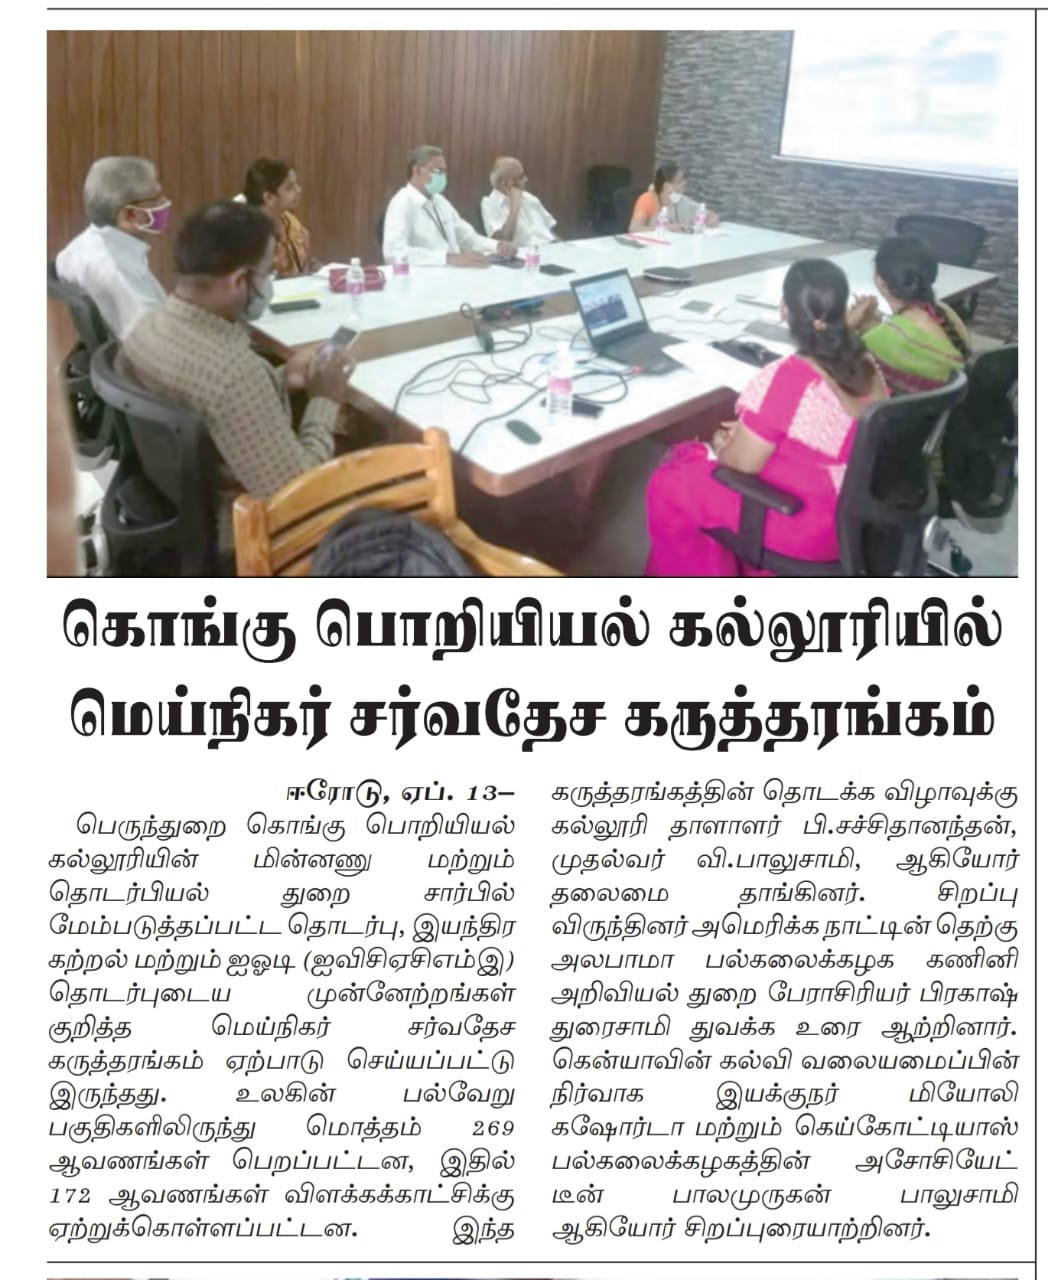 கொங்கு பொறியியல் கல்லூரியில்
மெய்நிகர் சர்வதேச கருத்தரங்கம்
ஈரோடு, ஏப். 13–
பெருந்துறை கொங்கு பொறியியல்
கல்லூரியின் மின்னணு மற்றும்
தொடர்பியல் துறை சார்பில்
மேம்படுத்தப்பட்ட தொடர்பு, இயந்திர
கற்றல் மற்றும் ஐஓடி (ஐவிசிஏசிஎம்இ)
தொடர்புடைய முன்னேற்றங்கள்
குறித்த மெய்நிகர் சர்வதேச
கருத்தரங்கம் ஏற்பாடு செய்யப்பட்டு
இருந்தது. உலகின் பல்வேறு
பகுதிகளிலிருந்து மொத்தம் 269
ஆவணங்கள் பெறப்பட்டன, இதில்
172 ஆவணங்கள் விளக்கக்காட்சிக்கு
ஏற்றுக்கொள்ளப்பட்டன. இந்த
கருத்தரங்கத்தின் தொடக்க விழாவுக்கு
கல்லூரி தாளாளர் பி.சச்சிதானந்தன்,
முதல்வர் வி.பாலுசாமி, ஆகியோர்
தலைமை தாங்கினர். சிறப்பு
விருந்தினர் அமெரிக்க நாட்டின் தெற்கு
அலபாமா பல்கலைக்கழக கணினி
அறிவியல் துறை பேராசிரியர் பிரகாஷ்
துரைசாமி துவக்க உரை ஆற்றினார்.
கென்யாவின் கல்வி வலையமைப்பின்
நிர்வாக இயக்குநர் மியோலி
கஷோர்டா மற்றும் கெய்கோட்டியாஸ்
பல்கலைக்கழகத்தின் அசோசியேட்
டீன் பாலமுருகன் பாலுசாமி
ஆகியோர் சிறப்புரையாற்றினர்.